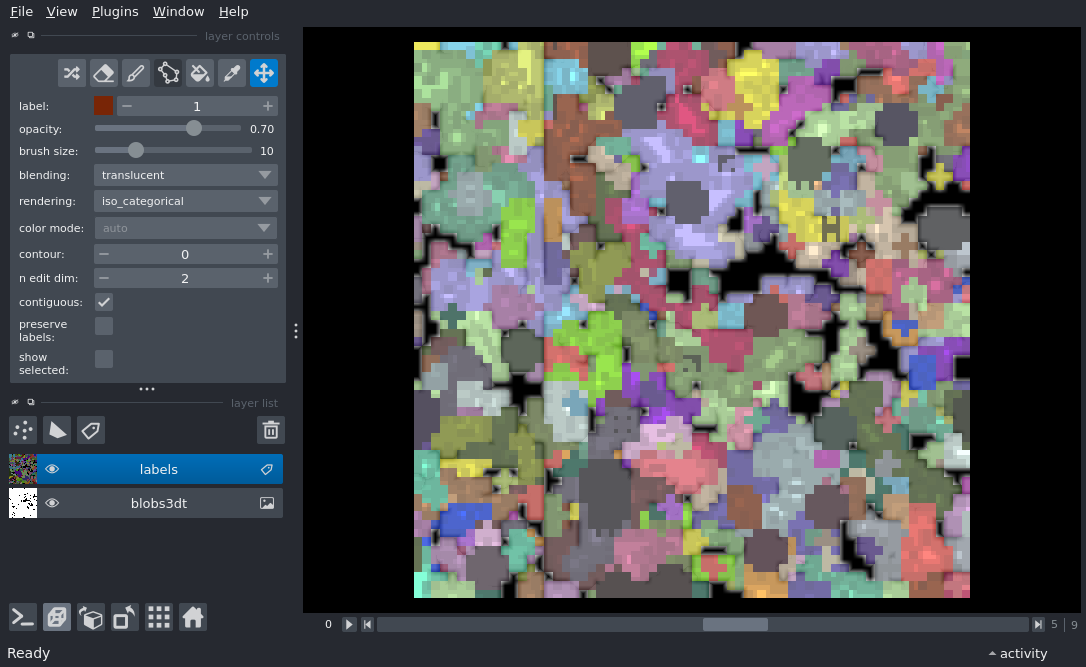 File View Plugins Window Help
layer controls
label: 1
opacity: 0.70
brush size: 10
blending: translucent
rendering: iso_categorical
color mode: auto
contour: 0
n edit dim: 2
contiguous:
preserve
labels:
show
selected:
layer list
labels
blobs3dt
0 5 9
Ready activity